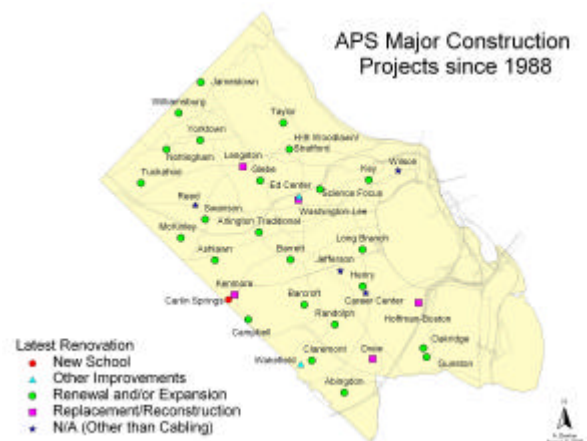 APS Major Construction
Projects since 1988
Jamestown
Williamsburg
Taylor
Yorktown
H-B Woodlawn/
Stratford
Nottingham
Langston
Glebe
Key
Wilson
Tuckahoe
Ed Center
Science Focus
Reed
Swanson
Washington-Lee
McKinley
Arlington Traditional
Ashlawn
Barrett
Long Branch
Jefferson
Henry
Kenmore
Carlin Springs
Barcroft
Career Center
Hoffman-Boston
Campbell
Randolph
Wakefield
Claremont
Drew
Oakridge
Gunston
Abingdon
Latest Renovation
New School
Other Improvements
Renewal and/or Expansion
Replacement/Reconstruction
N/A (Other than Cabling)